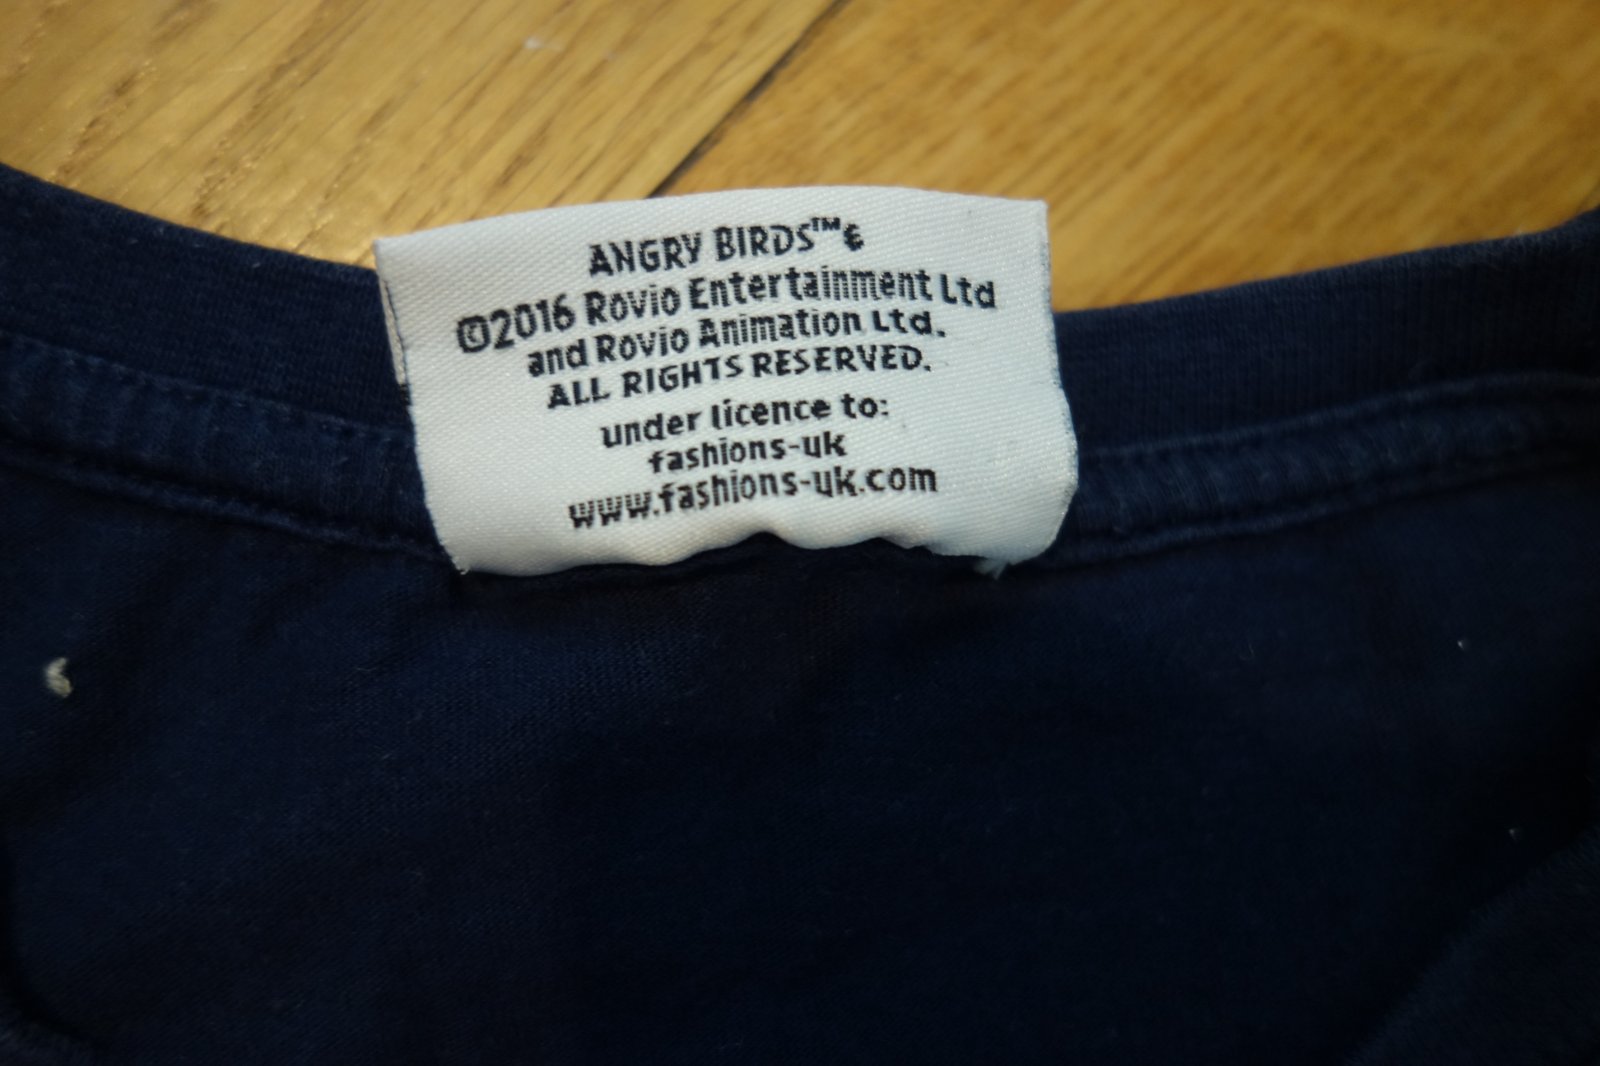 ANGRY BIRDS™&
©2016 Rovio Entertainment Ltd
and Rovio Animation Ltd.
ALL RIGHTS RESERVED.
under licence to:
fashions-uk
www.fashions-uk.com